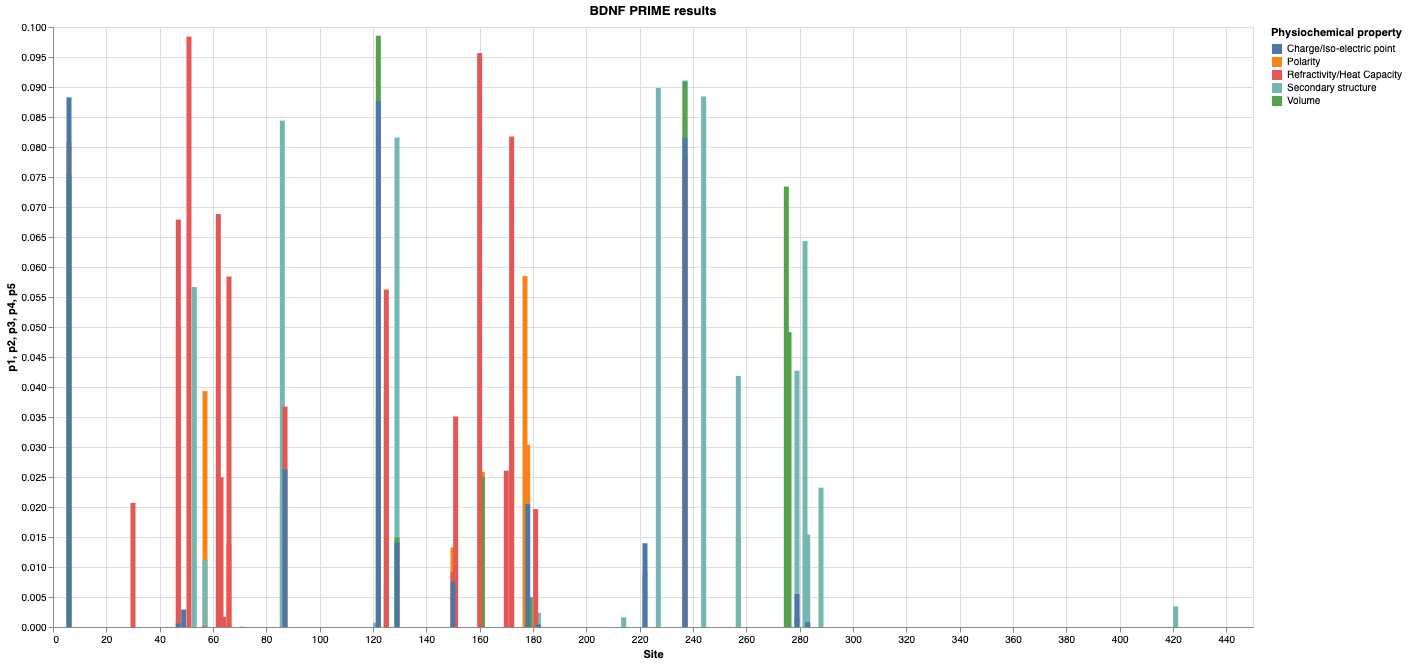 BDNF PRIME results
Physiochemical property
Charge/Iso-electric point
Polarity
Refractivity/Heat Capacity
Secondary structure
Volume
p1, p2, p3, p4, p5
0.100
0.095
0.090
0.085
0.080
0.075
0.070
0.065
0.060
0.055
0.050
0.045
0.040
0.035
0.030
0.025
0.020
0.015
0.010
0.005
0.000
0 20 40 60 80 100 120 140 160 180 200 220 240 260 280 300 320 340 360 380 400 420 440
Site